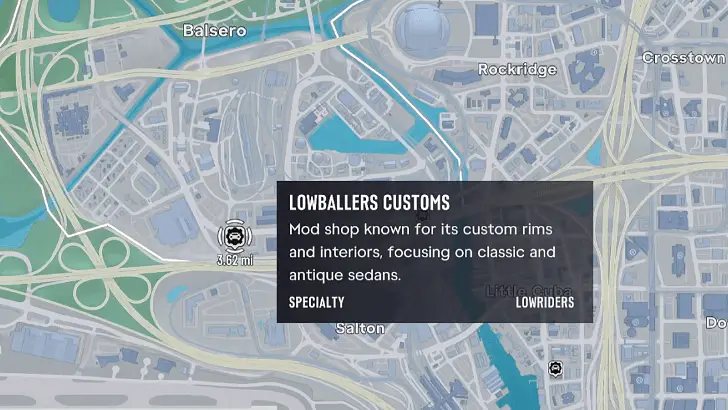 Balsero
Rockridge
Crosstown
LOWBALLERS CUSTOMS
Mod shop known for its custom rims
and interiors, focusing on classic and
antique sedans.
3.62 mi
Little Cuba
SPECIALTY LOWRIDERS
Salton
Do